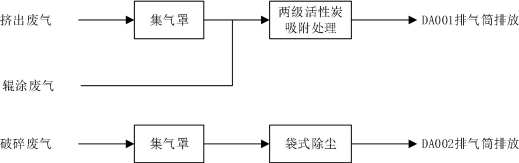 挤出废气
集气罩
两级活性炭
吸附处理
DA001排气筒排放
辊涂废气
破碎废气
集气罩
袋式除尘
DA002排气筒排放